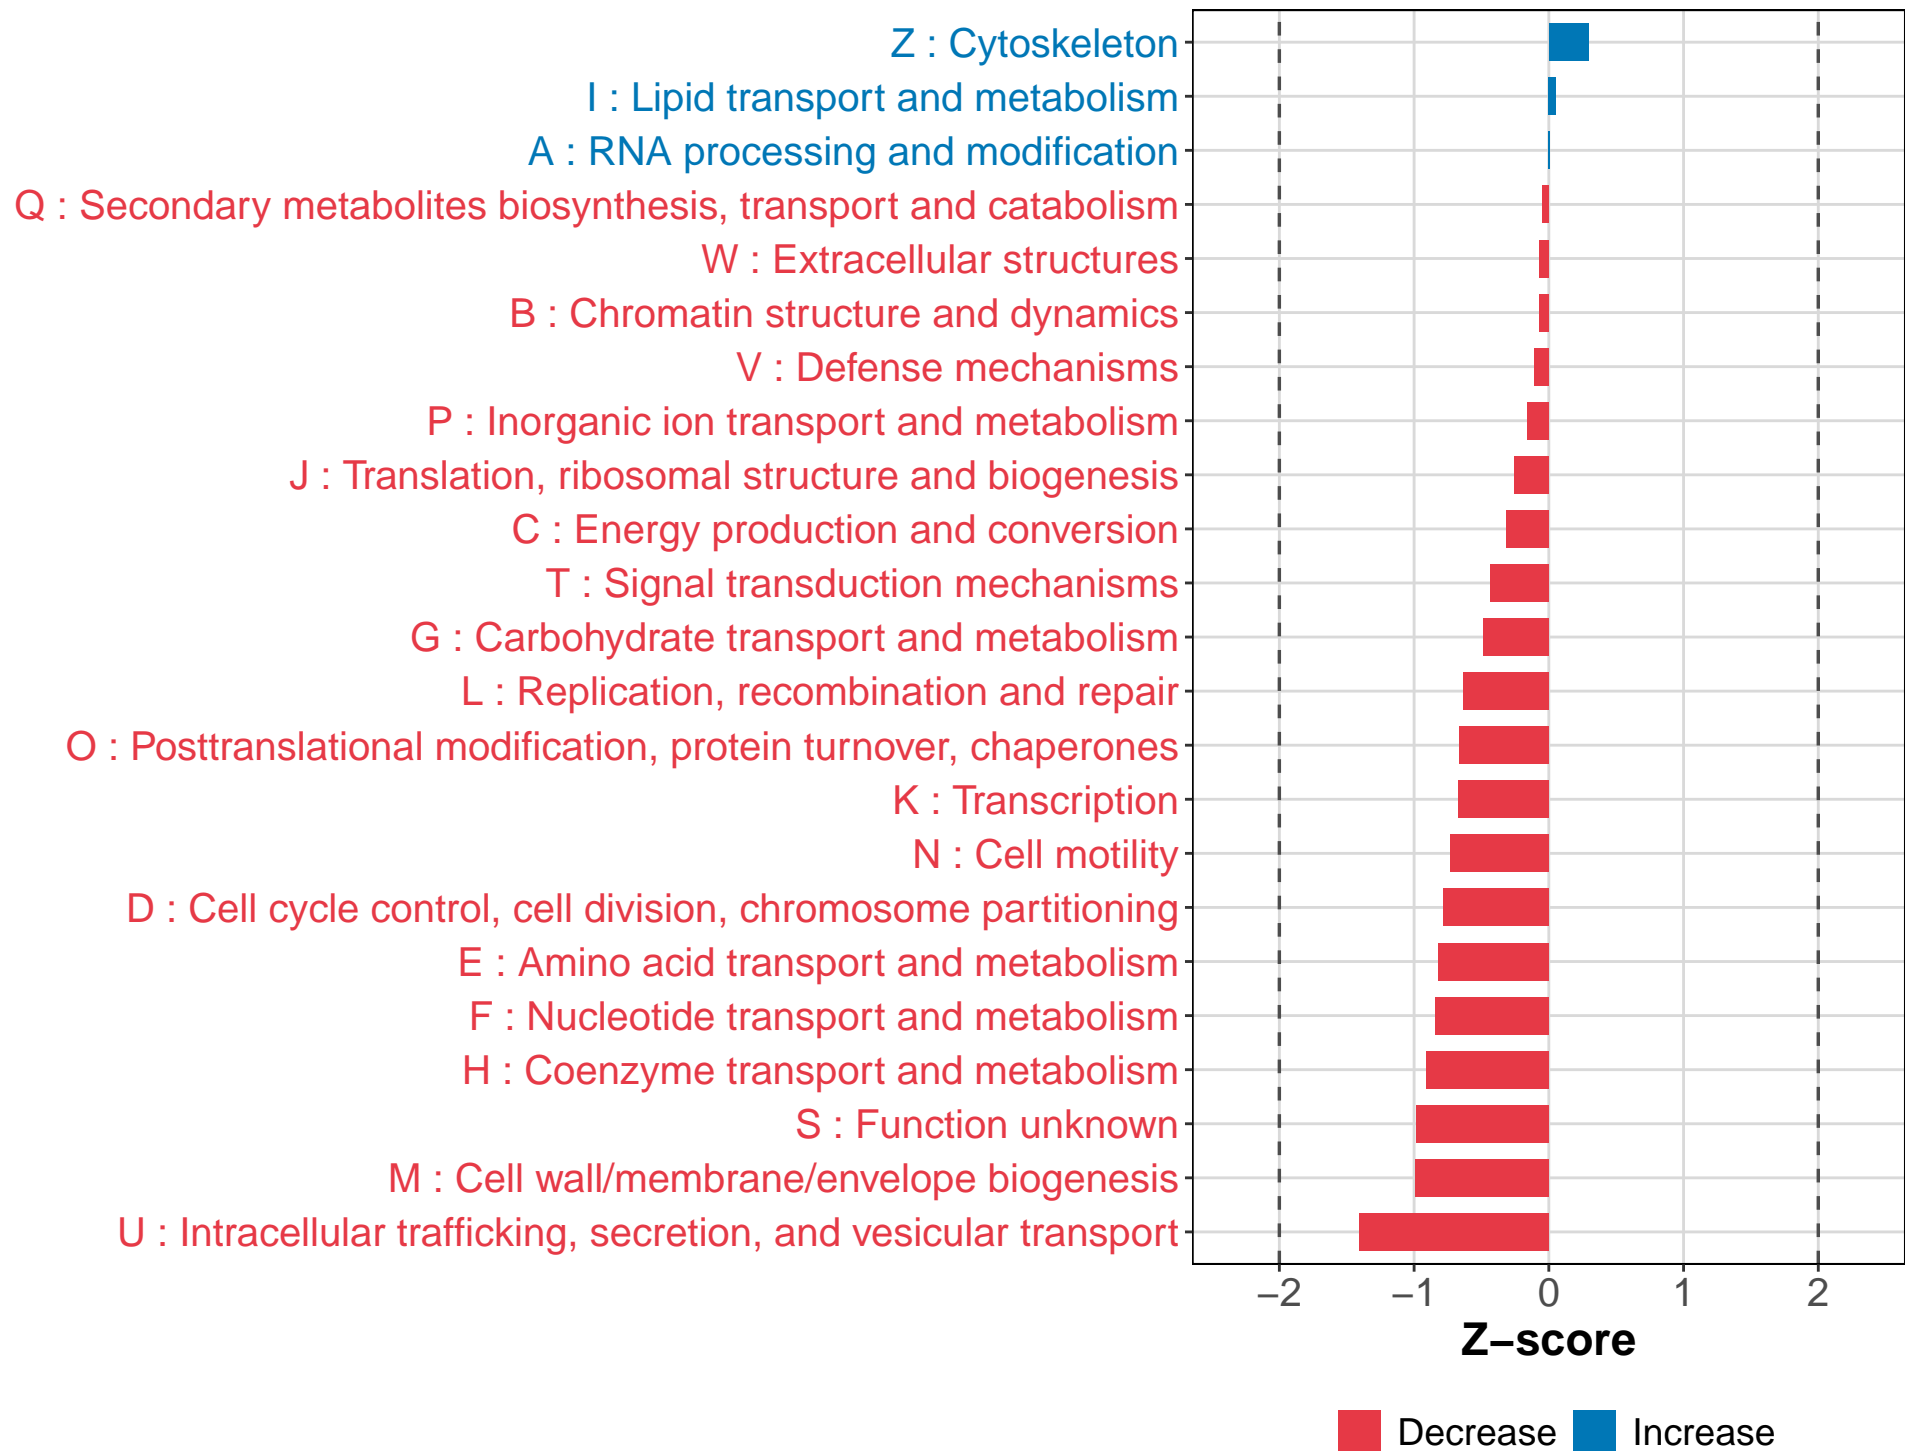 Z : Cytoskeleton
I : Lipid transport and metabolism
A : RNA processing and modification
Q : Secondary metabolites biosynthesis, transport and catabolism
W : Extracellular structures
B : Chromatin structure and dynamics
V : Defense mechanisms
P : Inorganic ion transport and metabolism
J : Translation, ribosomal structure and biogenesis
C : Energy production and conversion
T : Signal transduction mechanisms
G : Carbohydrate transport and metabolism
L : Replication, recombination and repair
O : Posttranslational modification, protein turnover, chaperones
K : Transcription
N : Cell motility
D : Cell cycle control, cell division, chromosome partitioning
E : Amino acid transport and metabolism
F : Nucleotide transport and metabolism
H : Coenzyme transport and metabolism
S : Function unknown
M : Cell wall/membrane/envelope biogenesis
U : Intracellular trafficking, secretion, and vesicular transport
−2 −1 0 1 2
Z−score
Decrease Increase